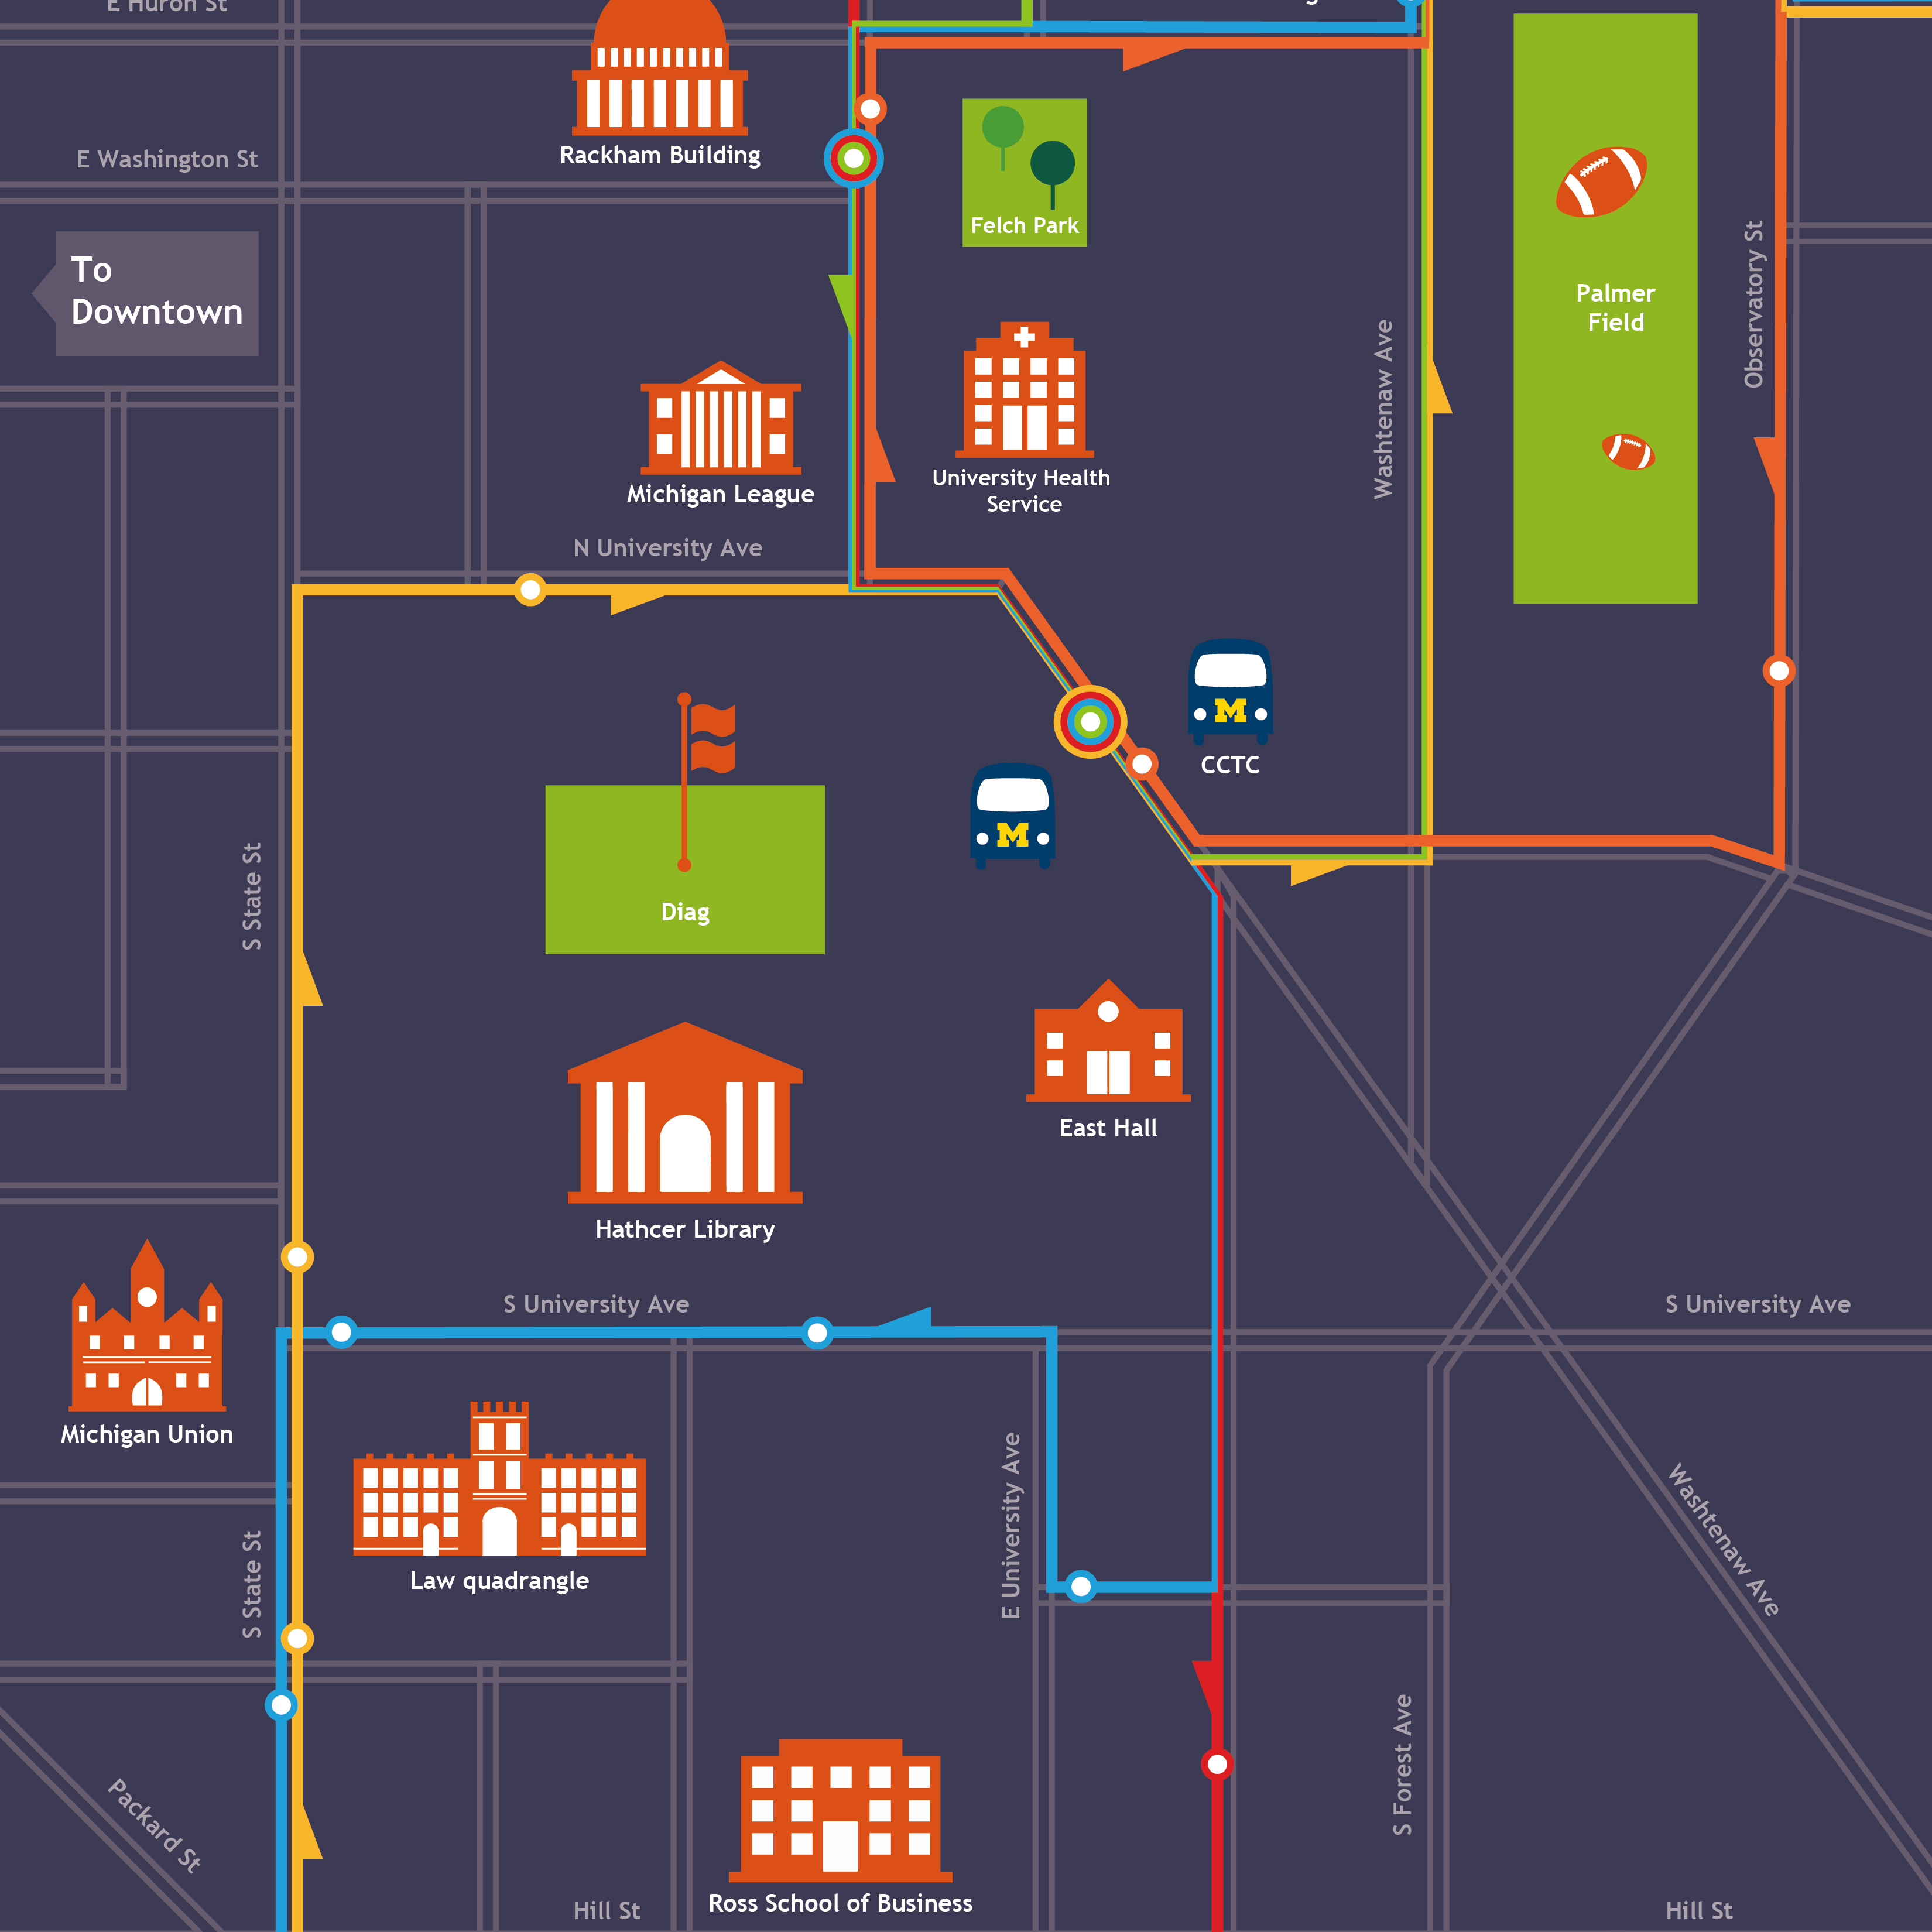 E Huron St
E Washington St
Rackham Building
Felch Park
To
Downtown
Palmer
Field
Observatory St
Washtenaw Ave
University Health
Service
Michigan League
N University Ave
M
CCTC
M
S State St
Diag
East Hall
Hathcer Library
S University Ave
S University Ave
Michigan Union
E University Ave
Washtenaw Ave
S State St
Law quadrangle
S Forest Ave
Packard St
Ross School of Business
Hill St
Hill St